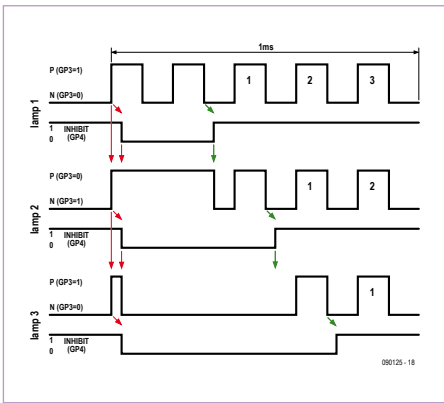 1ms
P (GP3=1)
1 2 3
N (GP3=0)
lamp 1
1 INHIBIT
0 (GP4)
P (GP3=0)
1 2
N (GP3=1)
lamp 2
1 INHIBIT
0 (GP4)
P (GP3=1)
1
N (GP3=0)
lamp 3
1 INHIBIT
0 (GP4)
090125 - 18